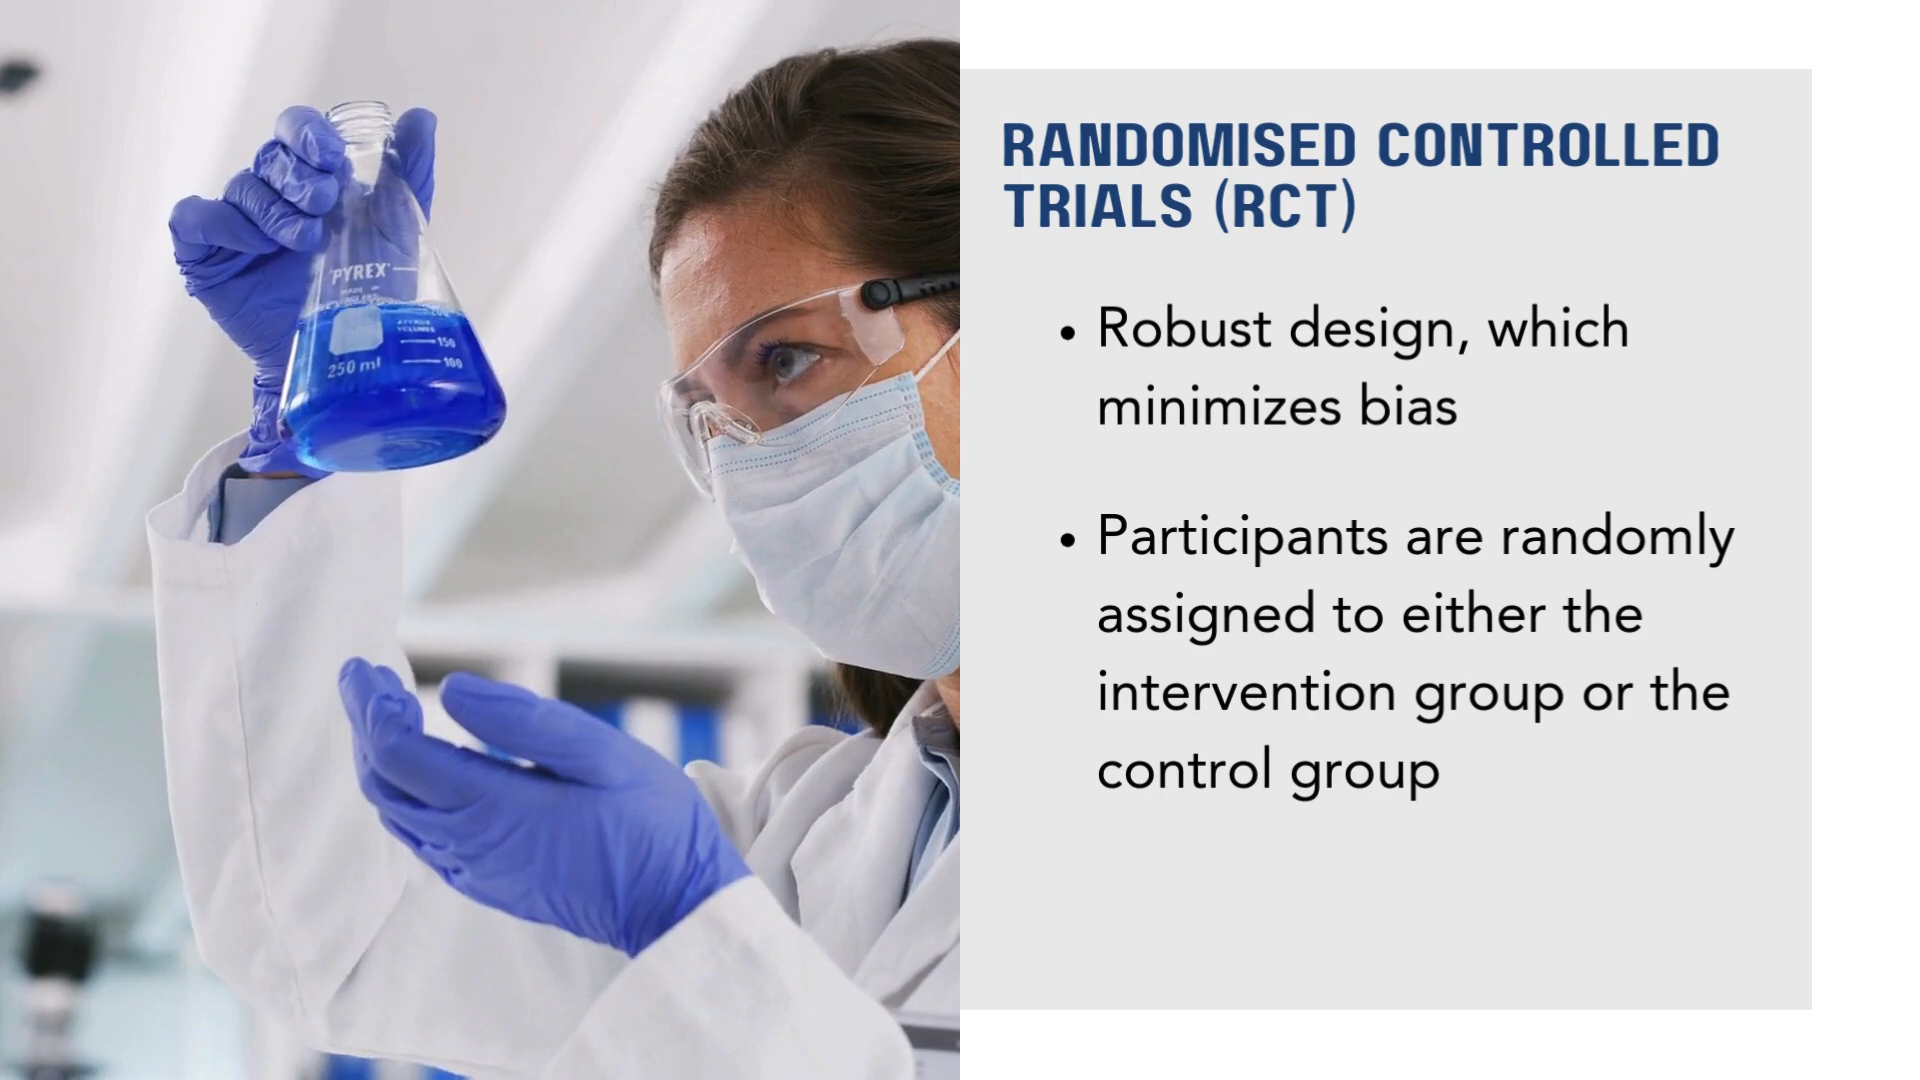 RANDOMISED CONTROLLED
TRIALS (RCT)
• Robust design, which
minimizes bias
• Participants are randomly
assigned to either the
intervention group or the
control group
PYREX
250 ml
150
100